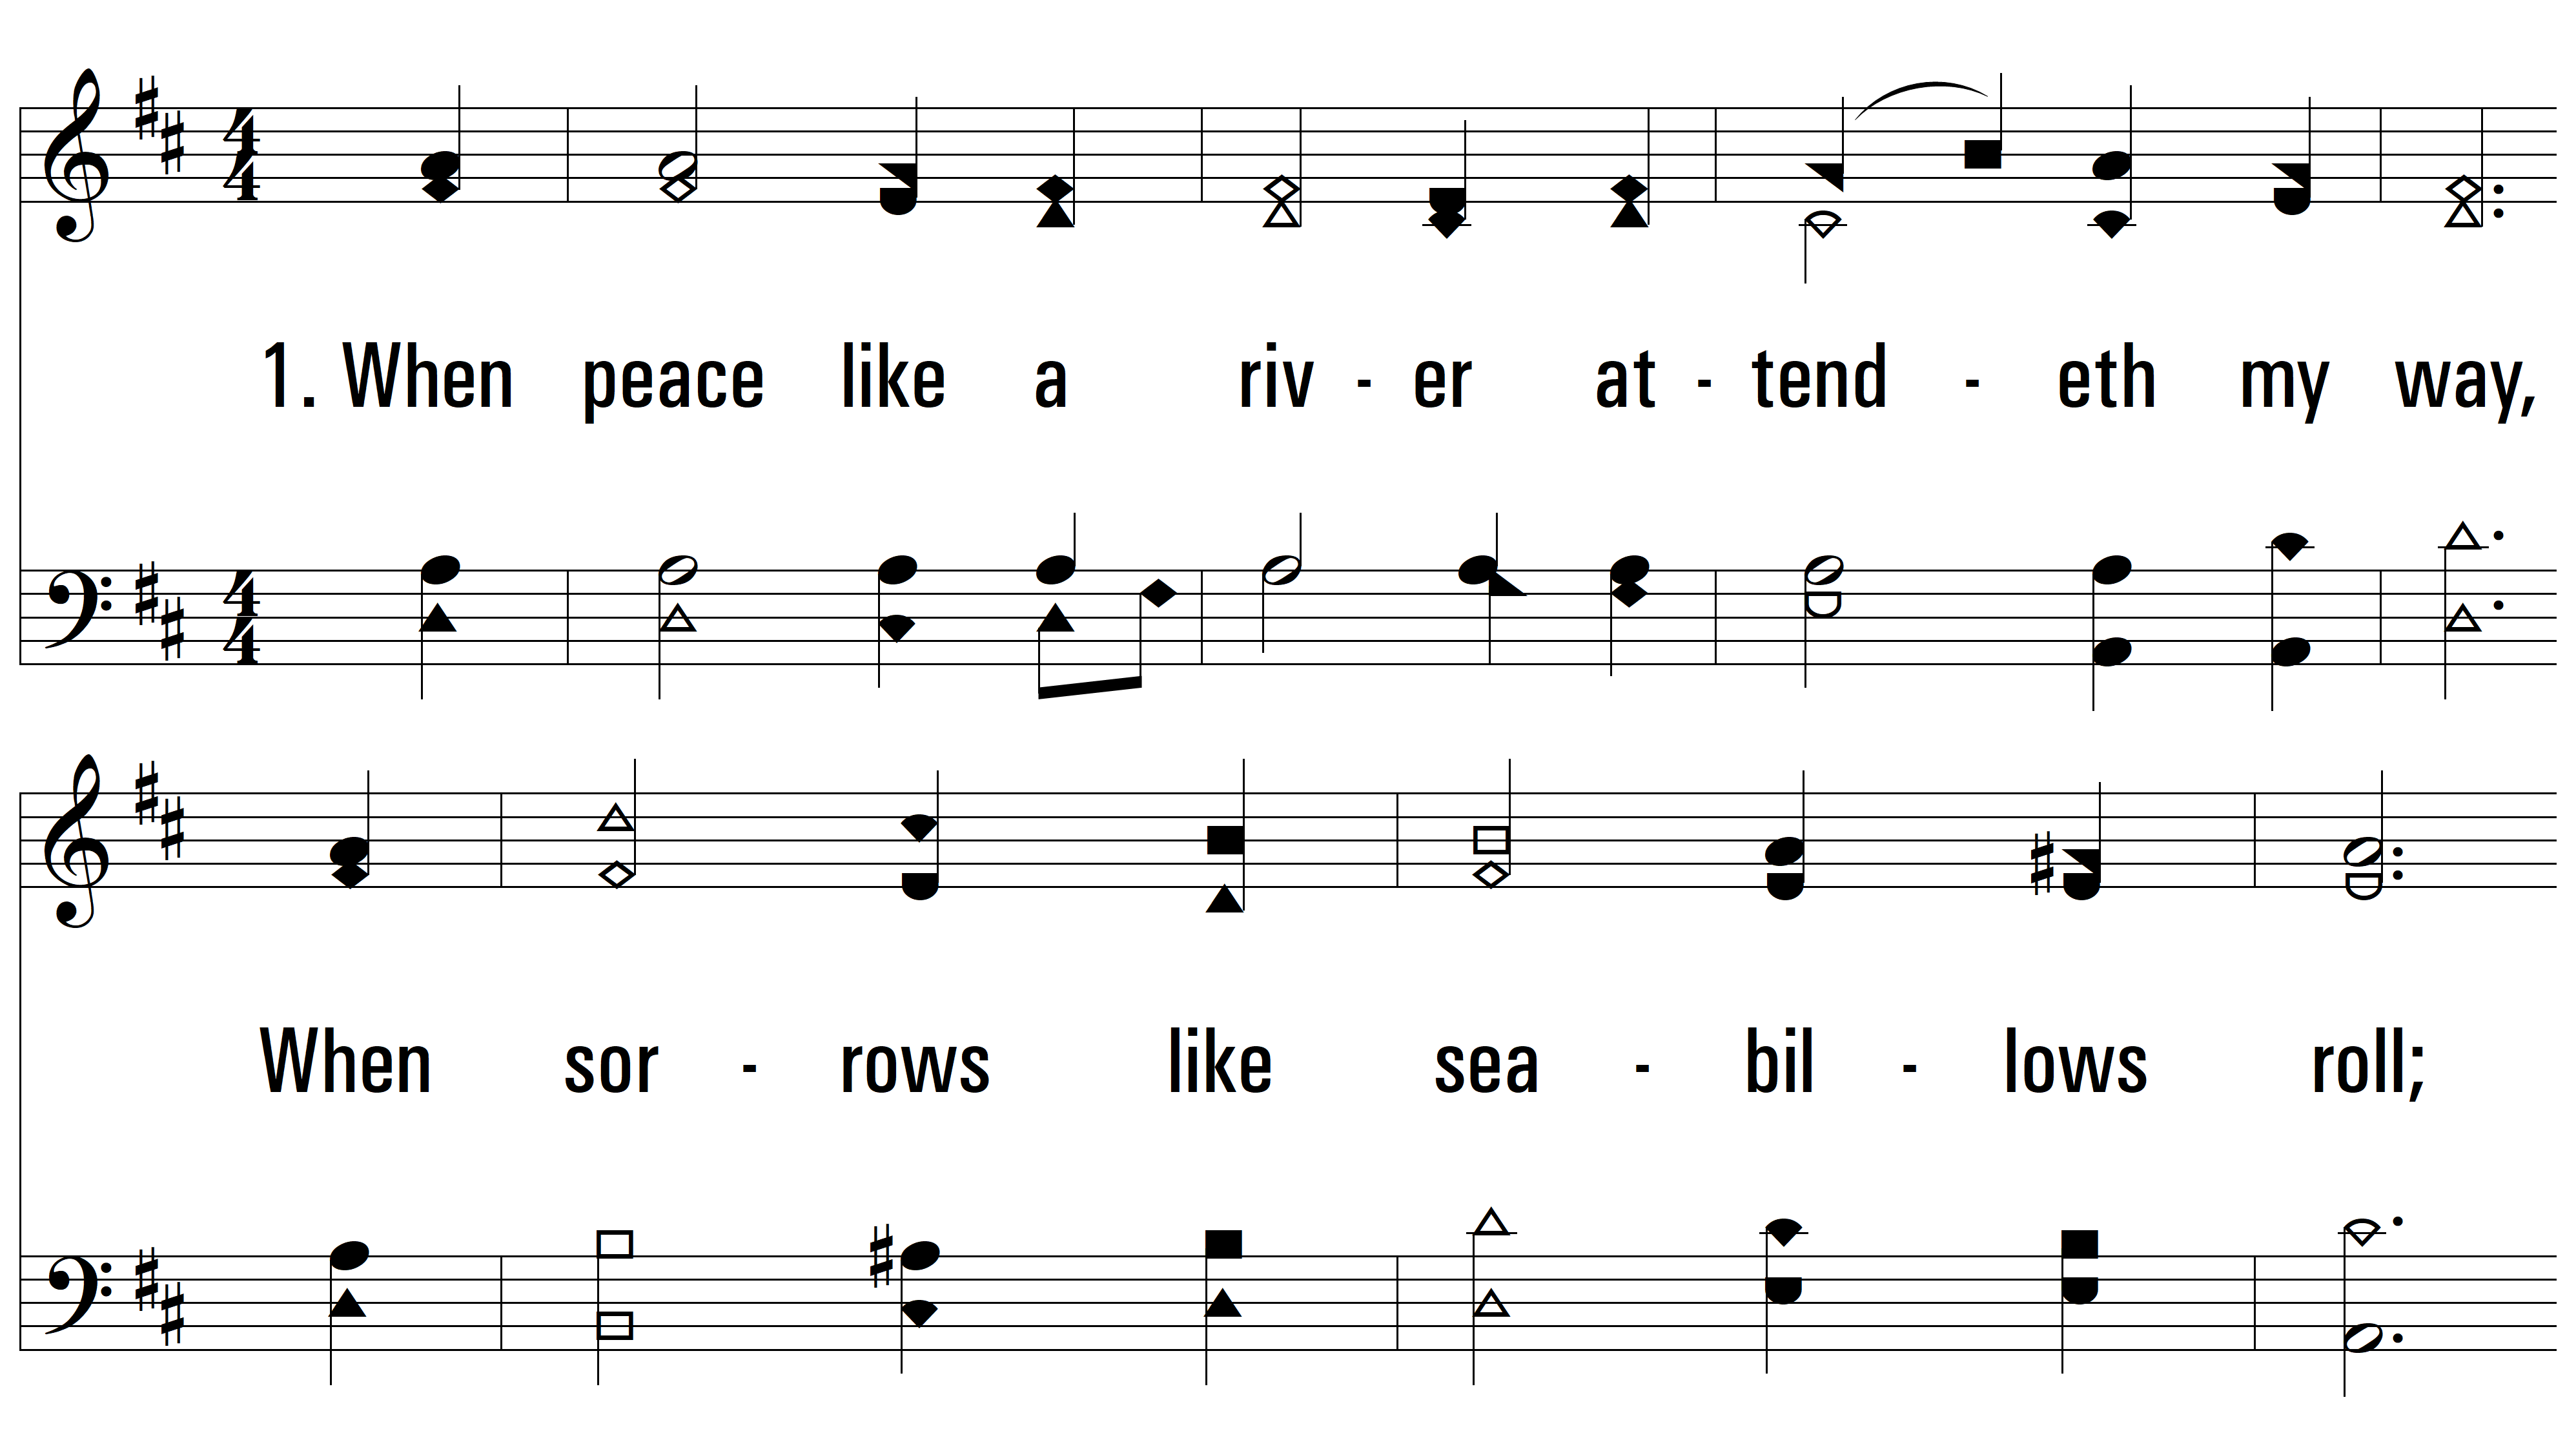 1. When peace like a riv - er at - tend - eth my way,
When sor - rows like sea - bil - lows roll;